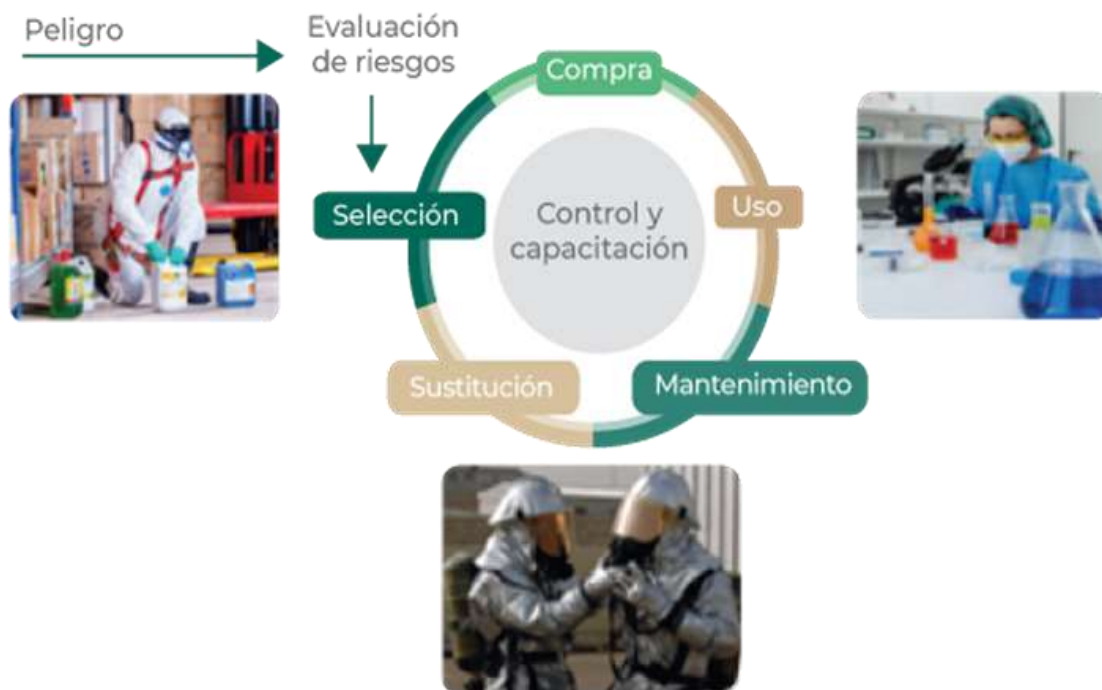 Peligro
Evaluación
de riesgos
Compra
Selección
Control y
capacitación
Uso
Sustitución
Mantenimiento